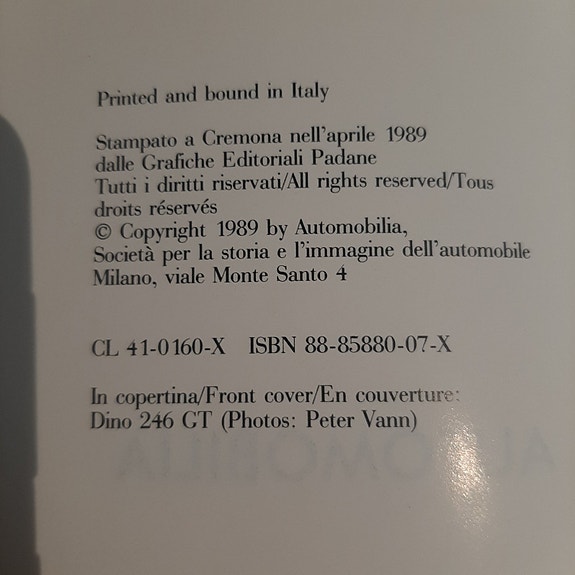 Printed and bound in Italy
Stampato a Cremona nell'aprile 1989
dalle Grafiche Editoriali Padane
Tutti i diritti riservati/All rights reserved/Tous
droits réservés
© Copyright 1989 by Automobilia,
Società per la storia e l'immagine dell'automobile
Milano, viale Monte Santo 4
CL 41-0160-X ISBN 88-85880-07-X
In copertina/Front cover/En couverture:
Dino 246 GT (Photos: Peter Vann)
AUTOMOBILIA